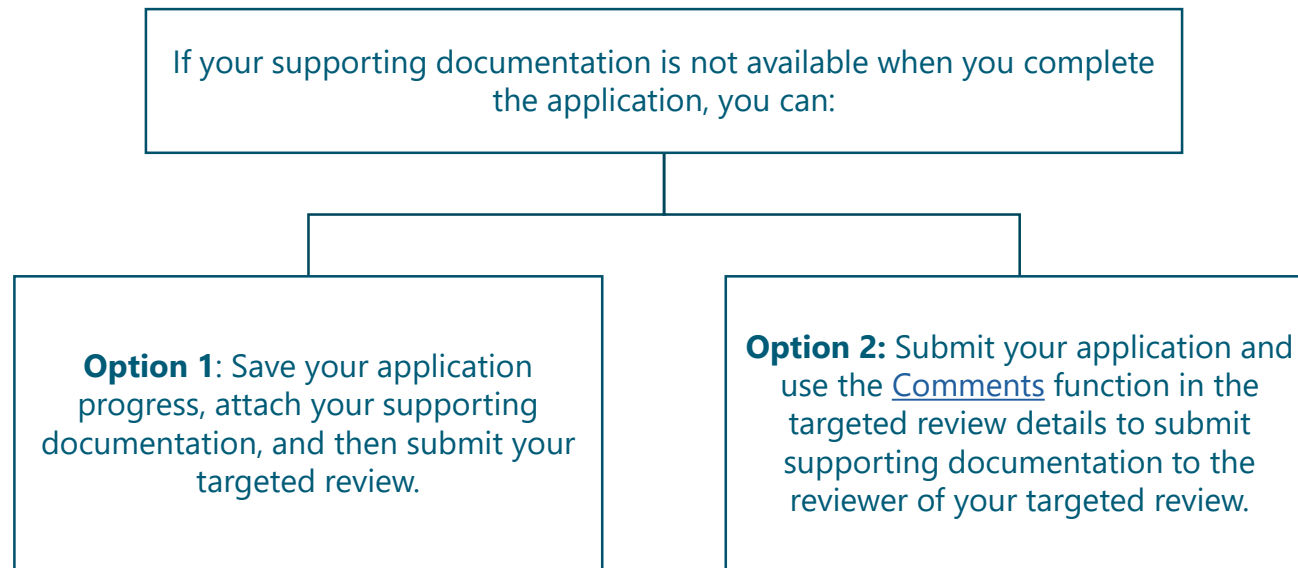 If your supporting documentation is not available when you complete
the application, you can:
Option 1: Save your application
progress, attach your supporting
documentation, and then submit your
targeted review.
Option 2: Submit your application and
use the Comments function in the
targeted review details to submit
supporting documentation to the
reviewer of your targeted review.